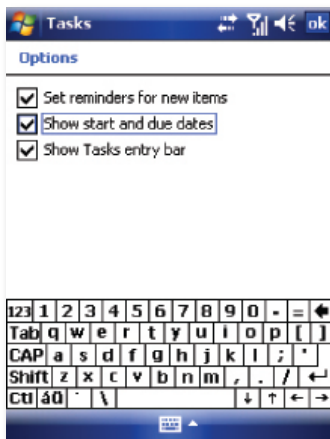 Tasks ok
Options
Set reminders for new items
Show start and due dates
Show Tasks entry bar
123 1 2 3 4 5 6 7 8 9 0 - =
Tab q w e r t y u i o p [ ]
CAP a s d f g h j k l ; '
Shift z x c v b n m , . /
Ctl áü ` \